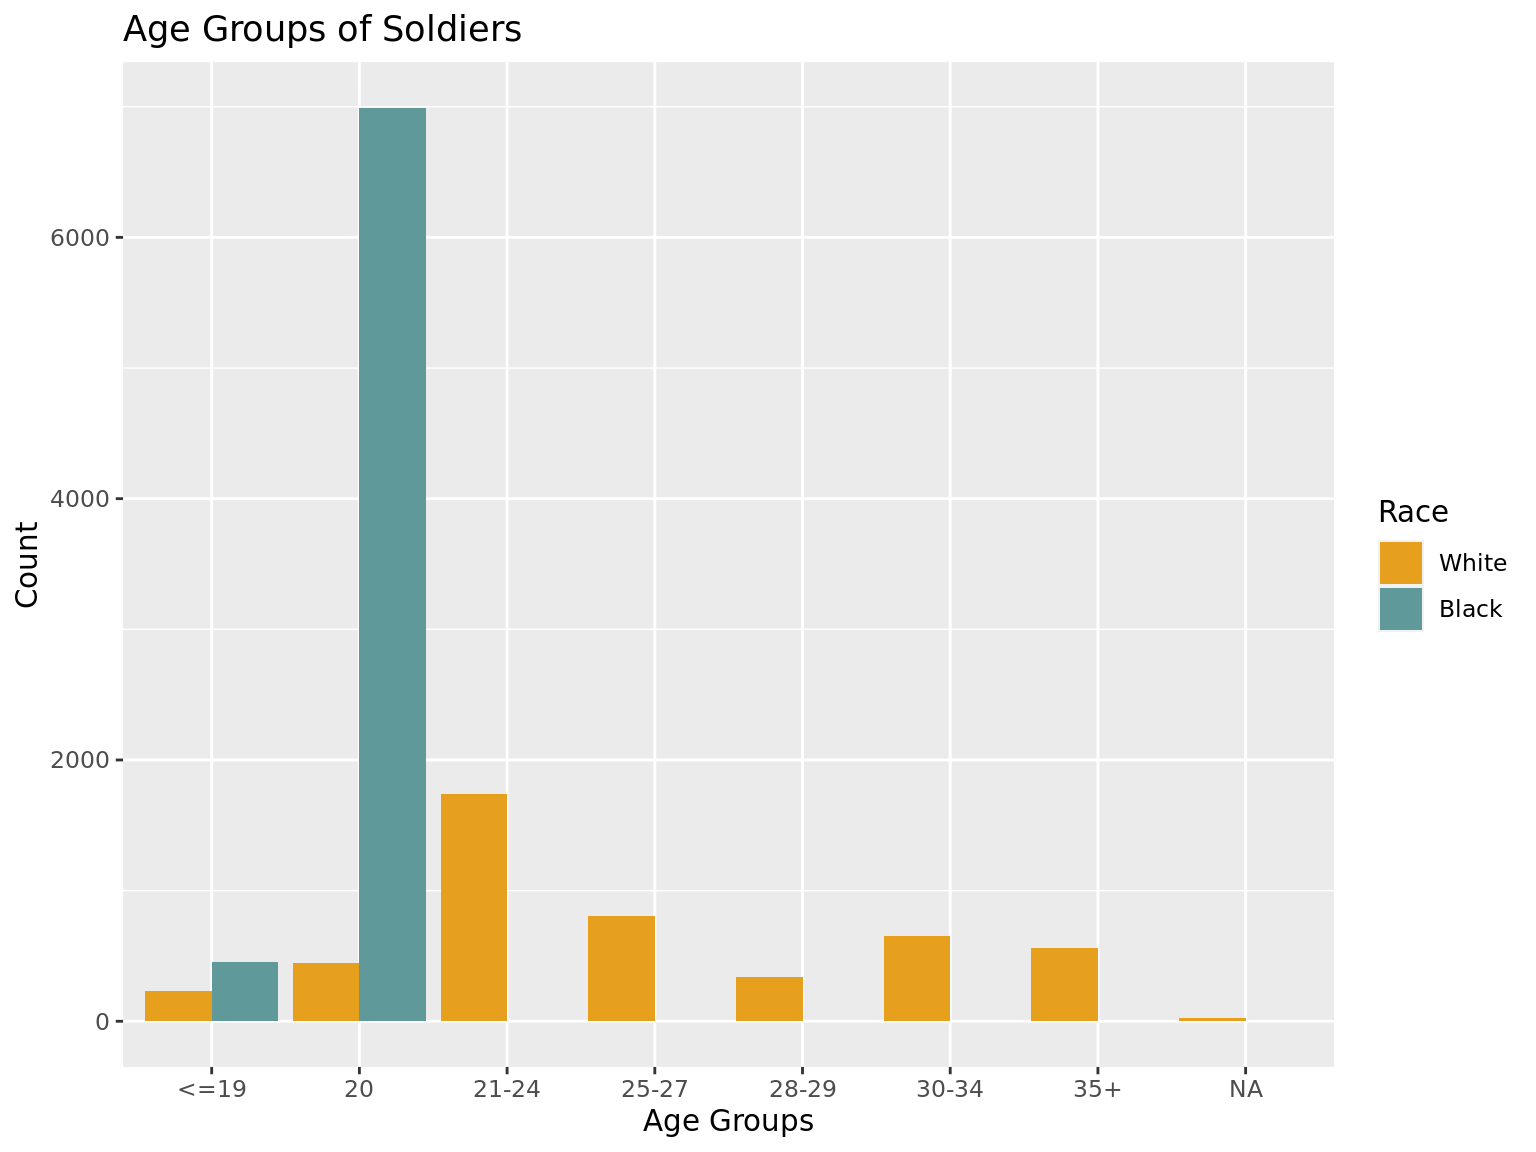 Age Groups of Soldiers
6000
4000
2000
0
Count
<=19
20
21-24
25-27
28-29
30-34
35+
NA
Age Groups
Race
White
Black